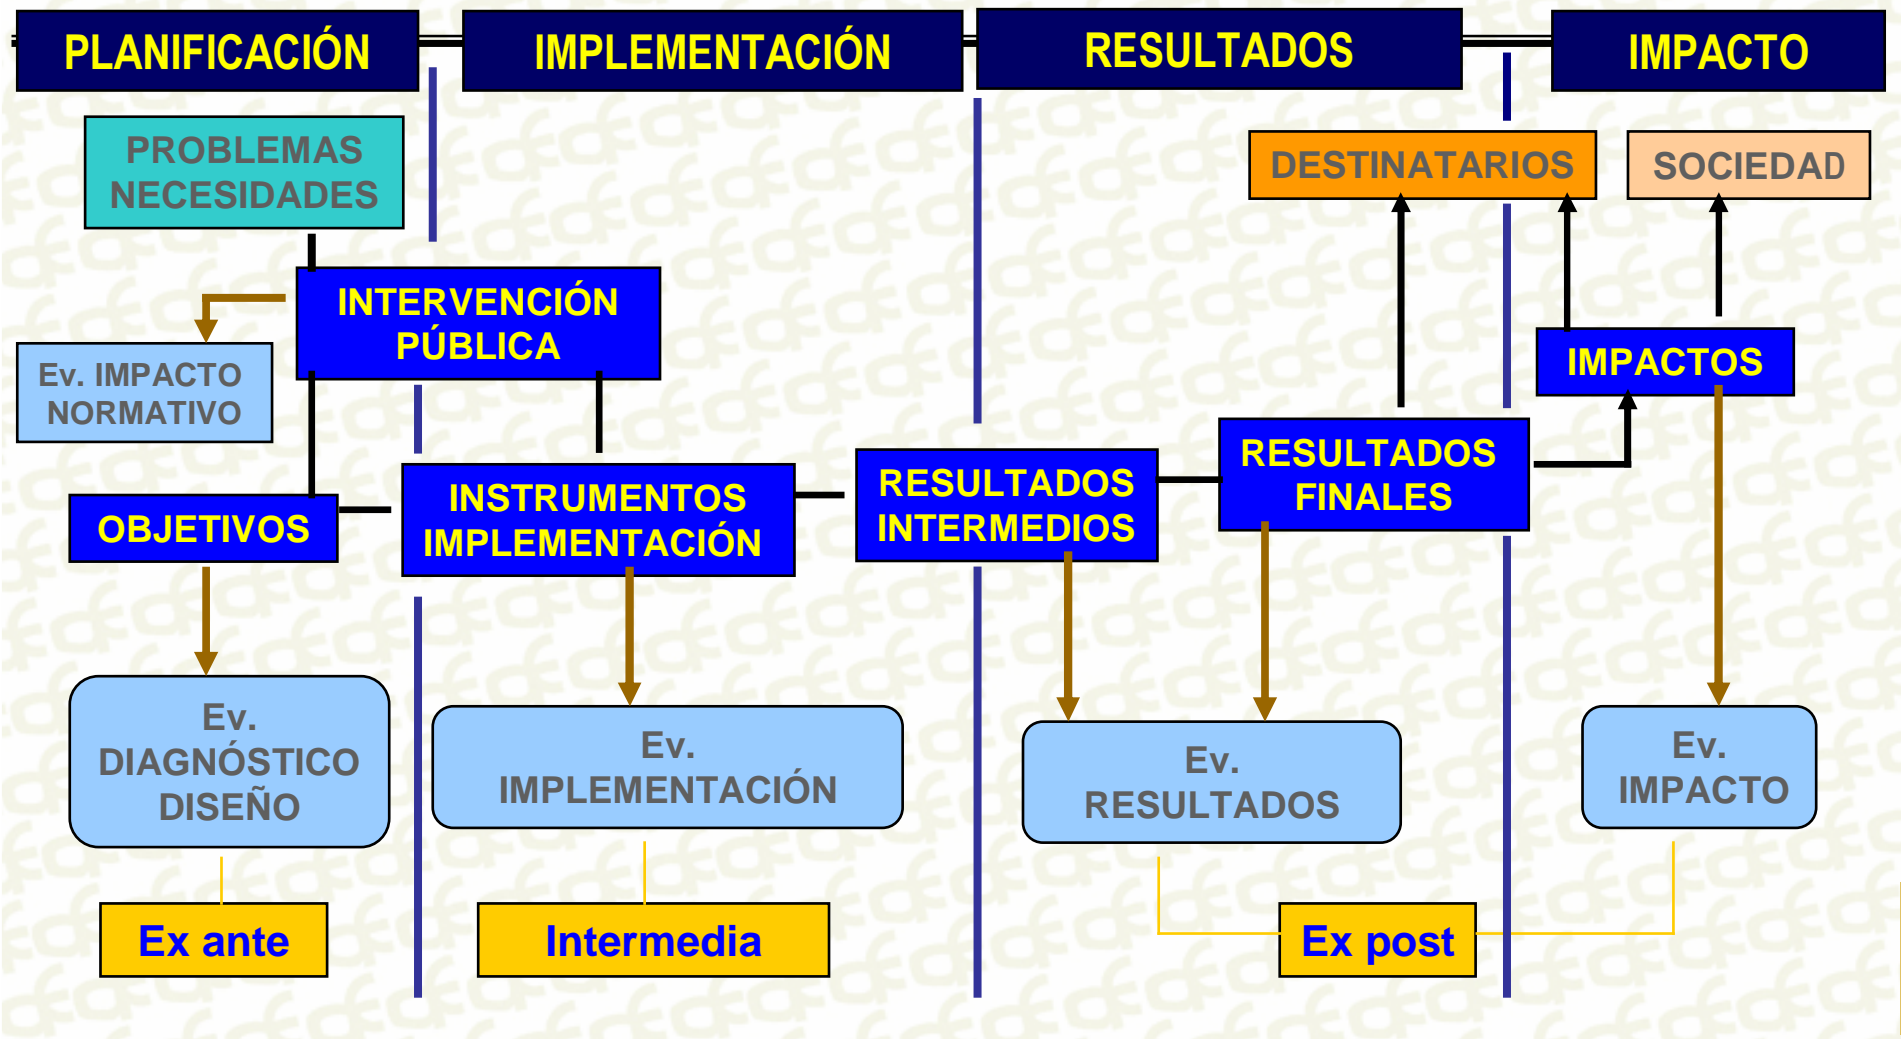 PLANIFICACIÓN
IMPLEMENTACIÓN
RESULTADOS
IMPACTO
PROBLEMAS
NECESIDADES
DESTINATARIOS
SOCIEDAD
INTERVENCIÓN
PÚBLICA
Ev. IMPACTO
NORMATIVO
IMPACTOS
OBJETIVOS
INSTRUMENTOS
IMPLEMENTACIÓN
RESULTADOS
INTERMEDIOS
RESULTADOS
FINALES
Ev.
DIAGNÓSTICO
DISEÑO
Ev.
IMPLEMENTACIÓN
Ev.
RESULTADOS
Ev.
IMPACTO
Ex ante
Intermedia
Ex post